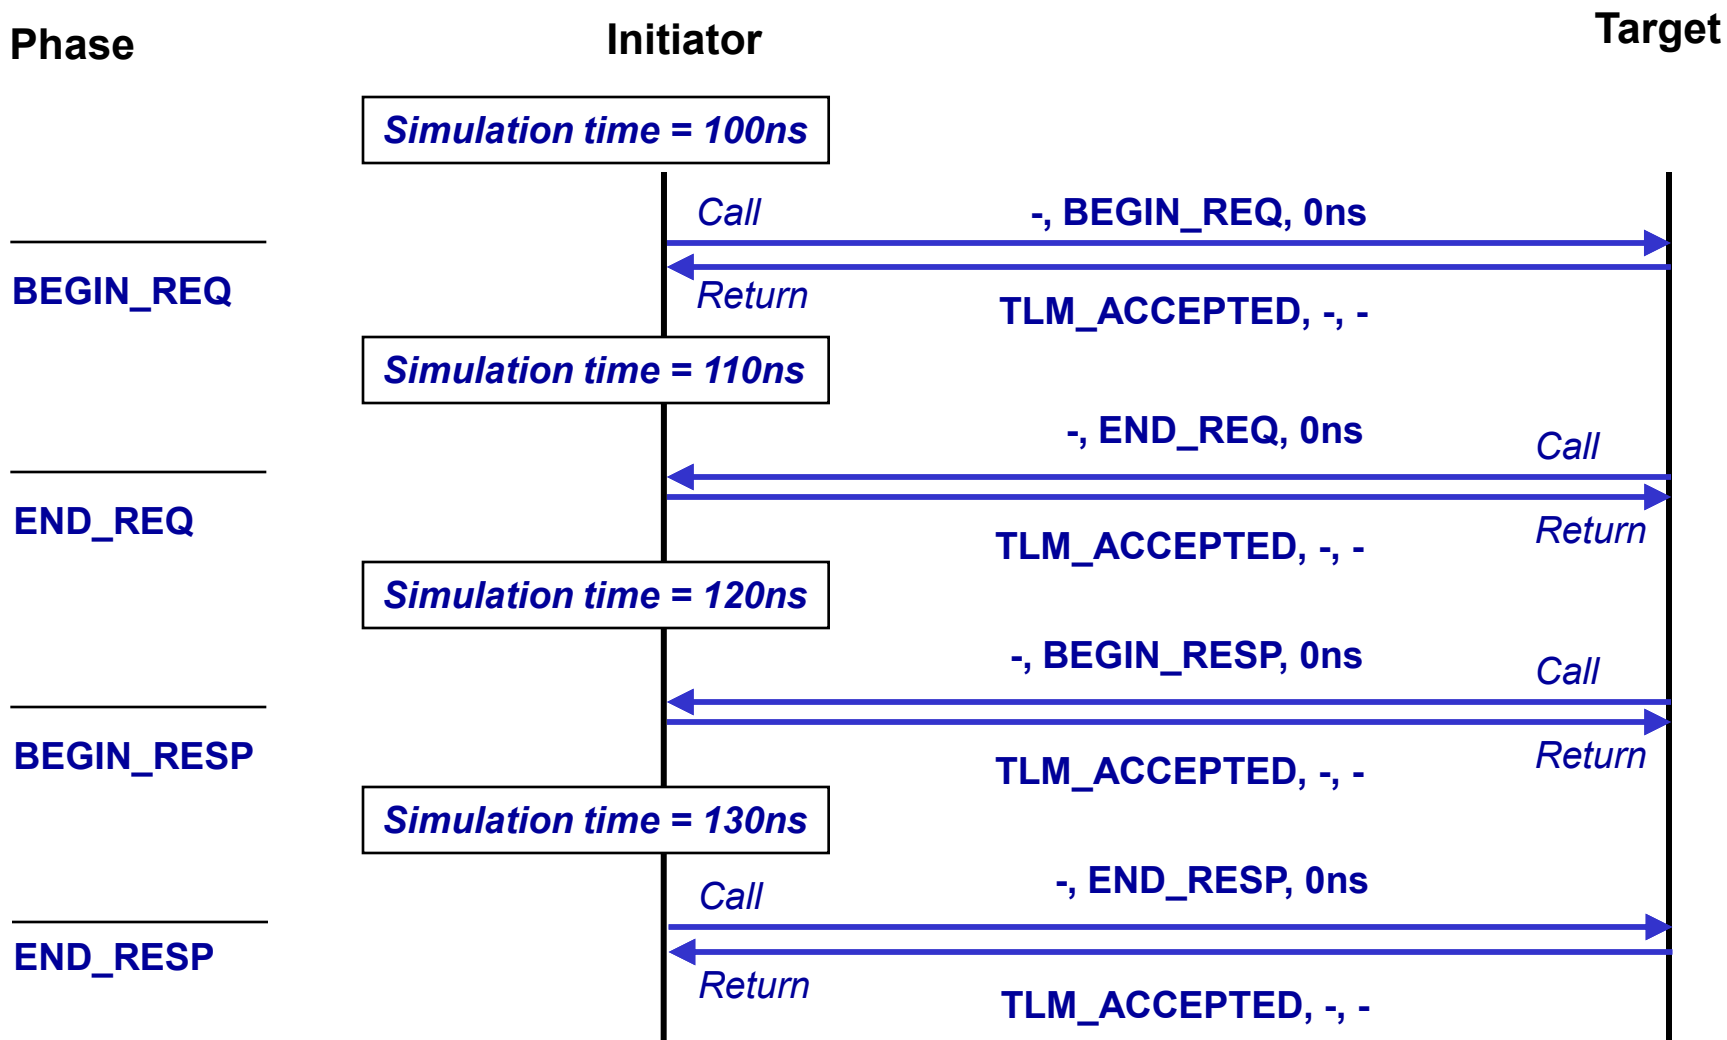 Phase
Initiator
Target
Simulation time = 100ns
Call
-, BEGIN_REQ, 0ns
BEGIN_REQ
Return
TLM_ACCEPTED, -, -
Simulation time = 110ns
-, END_REQ, 0ns
Call
END_REQ
TLM_ACCEPTED, -, -
Return
Simulation time = 120ns
-, BEGIN_RESP, 0ns
Call
BEGIN_RESP
TLM_ACCEPTED, -, -
Return
Simulation time = 130ns
Call
-, END_RESP, 0ns
END_RESP
Return
TLM_ACCEPTED, -, -